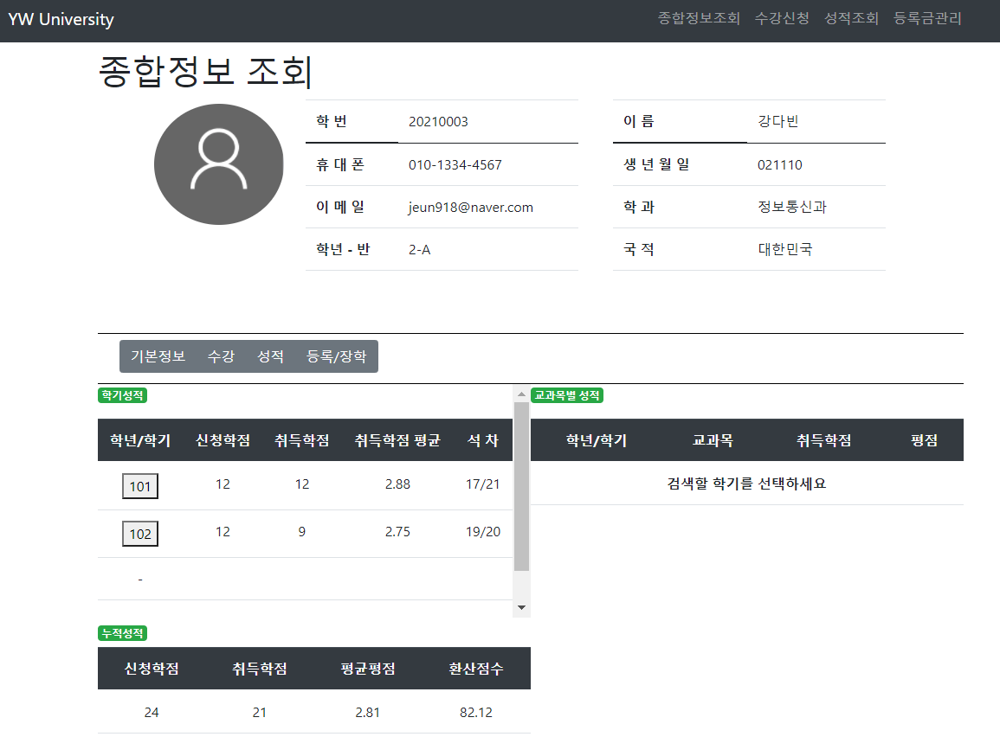 YW University 종합정보조회 수강신청 성적조회 등록금관리
종합정보 조회
학 번 20210003 이 름 강다빈
휴 대 폰 010-1334-4567 생 년 월 일 021110
이 메 일 jeun918@naver.com 학 과 정보통신과
학년 - 반 2-A 국 적 대한민국
기본정보 수강 성적 등록/장학
학기성적
학년/학기 신청학점 취득학점 취득학점 평균 석 차
101 12 12 2.88 17/21
102 12 9 2.75 19/20
-
교과목별 성적
학년/학기 교과목 취득학점 평점
검색할 학기를 선택하세요
누적성적
신청학점 취득학점 평균평점 환산점수
24 21 2.81 82.12